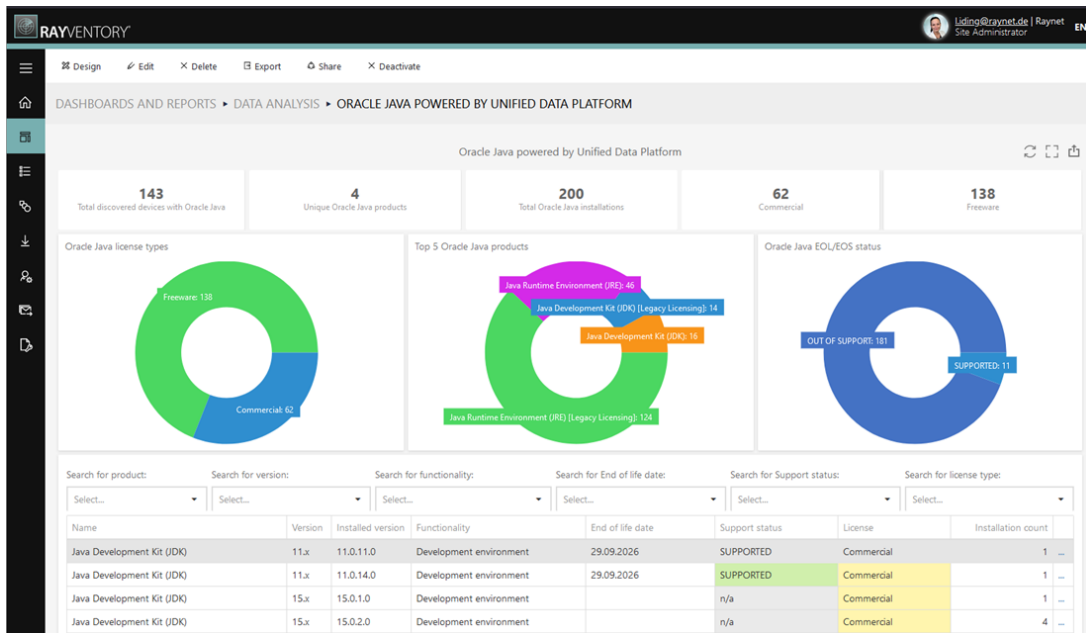 RAYVENTORY
Liding@raynet.de | Raynet
Site Administrator
EN
Design Edit Delete Export Share Deactivate
DASHBOARDS AND REPORTS ▸ DATA ANALYSIS ▸ ORACLE JAVA POWERED BY UNIFIED DATA PLATFORM
Oracle Java powered by Unified Data Platform
143 4 200 62 138
Total discovered devices with Oracle Java Unique Oracle Java products Total Oracle Java installations Commercial Freeware
Oracle Java license types
Freeware: 138
Commercial: 62
Top 5 Oracle Java products
Java Runtime Environment (JRE): 46
Java Development Kit (JDK) [Legacy Licensing]: 14
Java Development Kit (JDK): 16
Java Runtime Environment (JRE) [Legacy Licensing]: 124
Oracle Java EOL/EOS status
OUT OF SUPPORT: 181
SUPPORTED: 11
Search for product: Search for version: Search for functionality: Search for End of life date: Search for Support status: Search for license type:
Select... Select... Select... Select... Select... Select...
Name Version Installed version Functionality End of life date Support status License Installation count
Java Development Kit (JDK) 11.x 11.0.11.0 Development environment 29.09.2026 SUPPORTED Commercial 1 ...
Java Development Kit (JDK) 11.x 11.0.14.0 Development environment 29.09.2026 SUPPORTED Commercial 1 ...
Java Development Kit (JDK) 15.x 15.0.1.0 Development environment n/a Commercial 1 ...
Java Development Kit (JDK) 15.x 15.0.2.0 Development environment n/a Commercial 4 ...